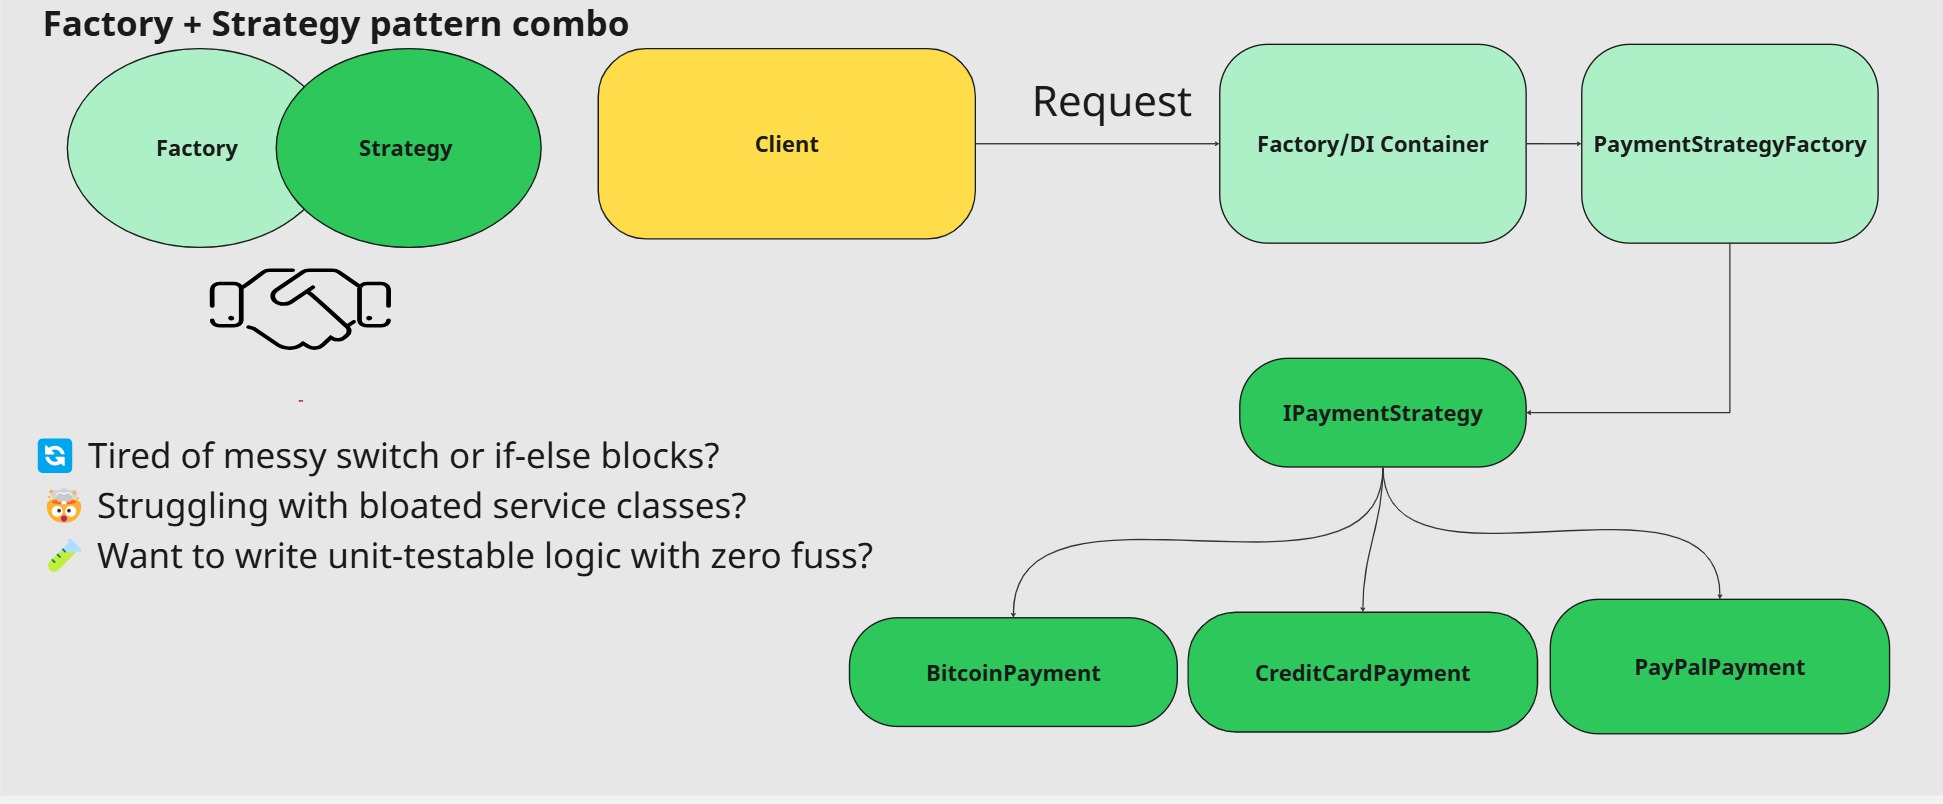 Factory + Strategy pattern combo
Factory
Strategy
Client
Request
Factory/DI Container
PaymentStrategyFactory
IPaymentStrategy
🔄 Tired of messy switch or if-else blocks?
🤯 Struggling with bloated service classes?
🧪 Want to write unit-testable logic with zero fuss?
BitcoinPayment
CreditCardPayment
PayPalPayment